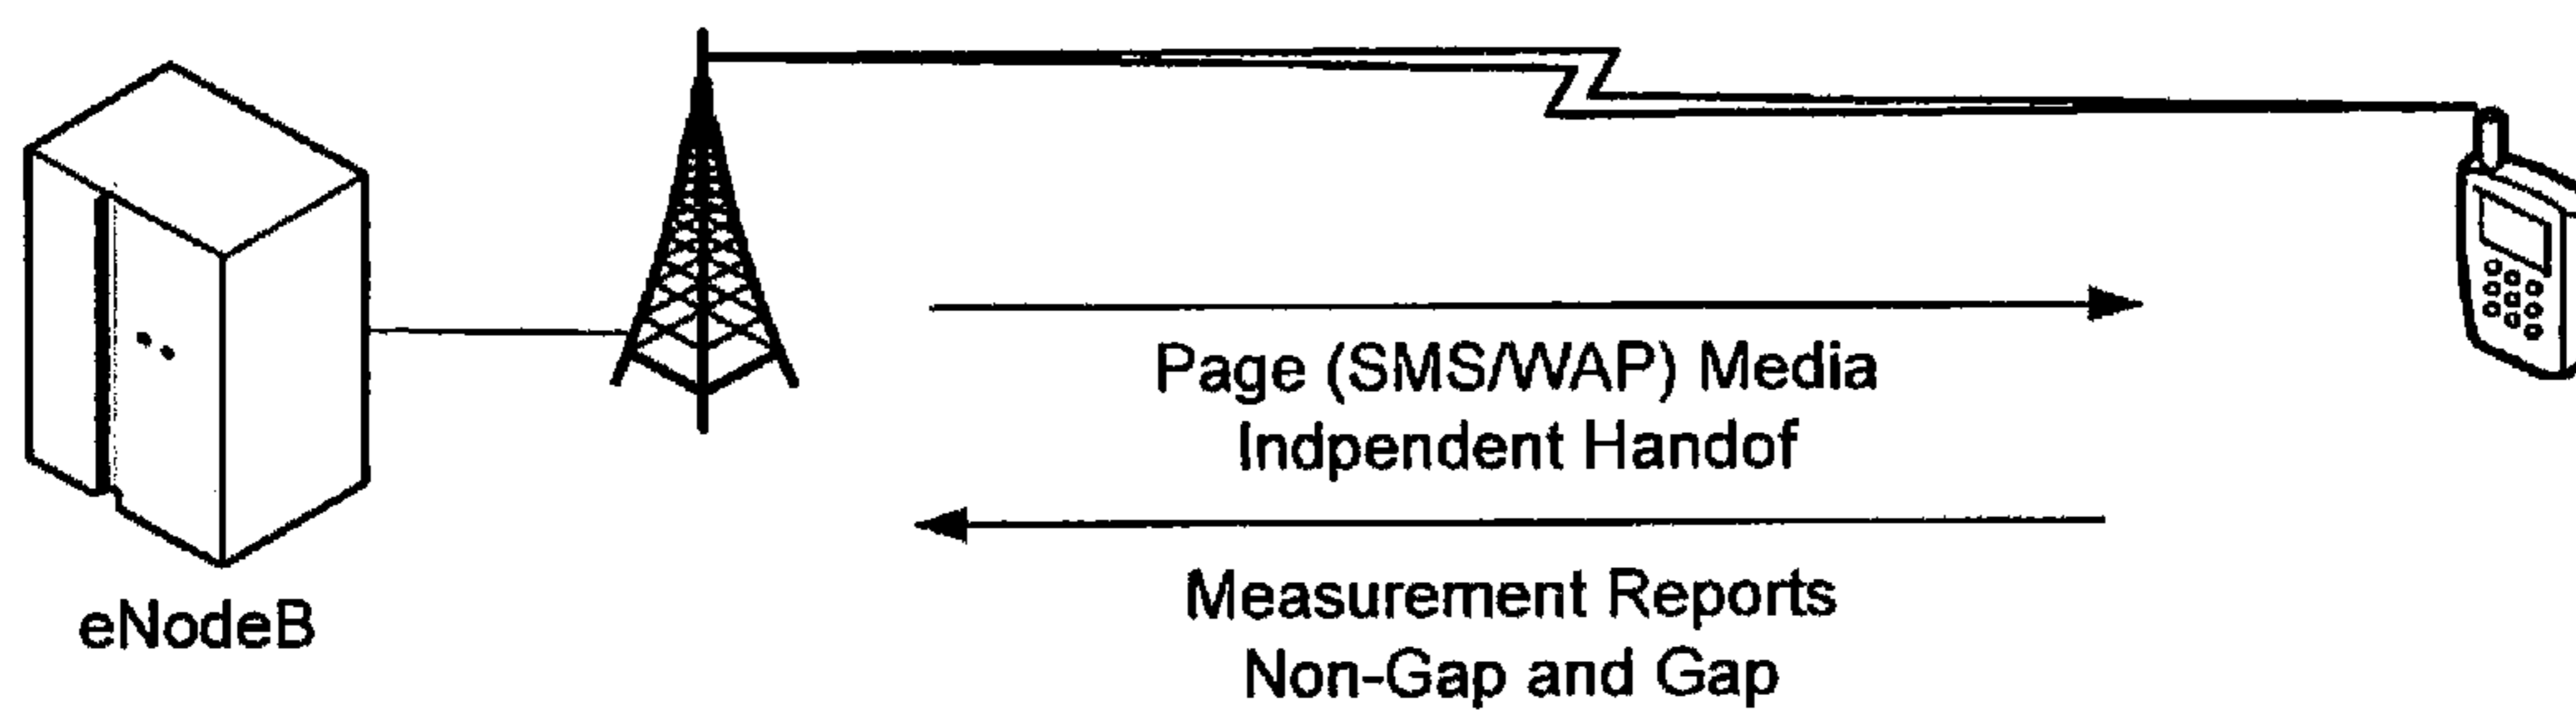 Page (SMS/WAP) Media
Indpendent Handof
eNodeB
Measurement Reports
Non-Gap and Gap